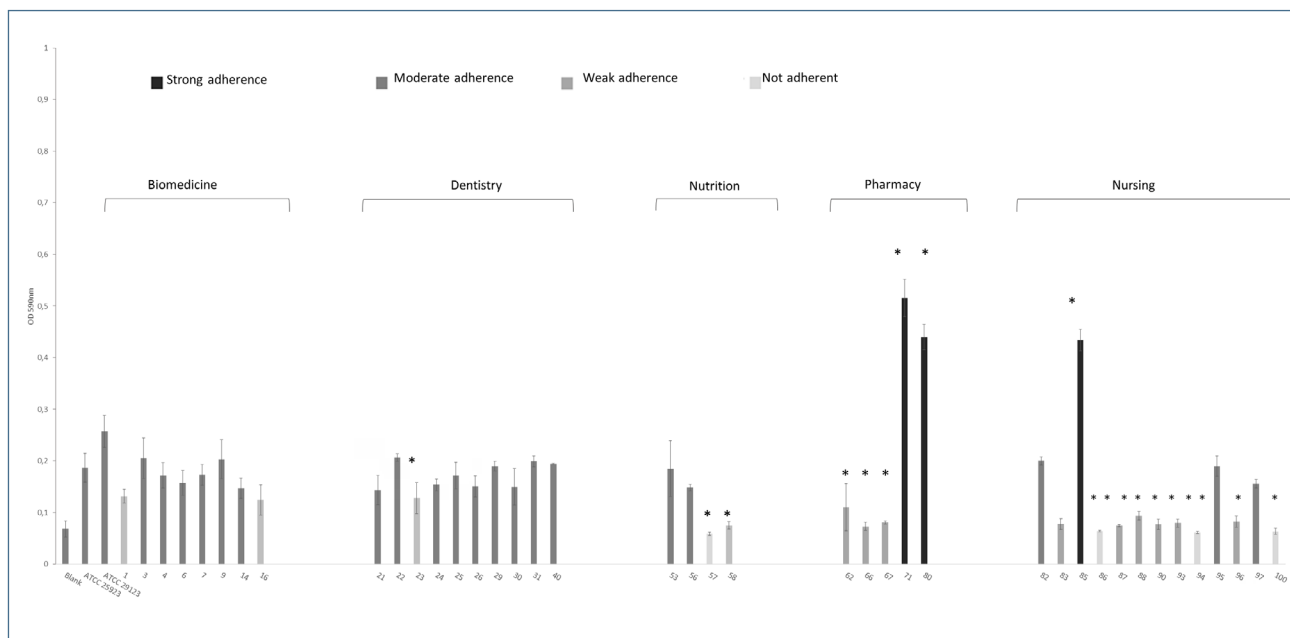 1
Strong adherence Moderate adherence Weak adherence Not adherent
0,9
0,8
Biomedicine Dentistry Nutrition Pharmacy Nursing
0,7
0,6
* * *
0,5
OD 590nm
0,4
0,3
0,2
* * * * * * * * * * * * * * * *
0,1
0
Blank ATCC 25923 ATCC 29123 1 3 4 6 7 9 14 16 21 22 23 24 25 26 29 30 31 40 53 56 57 58 62 66 67 71 80 82 83 85 86 87 88 90 93 94 95 96 97 100